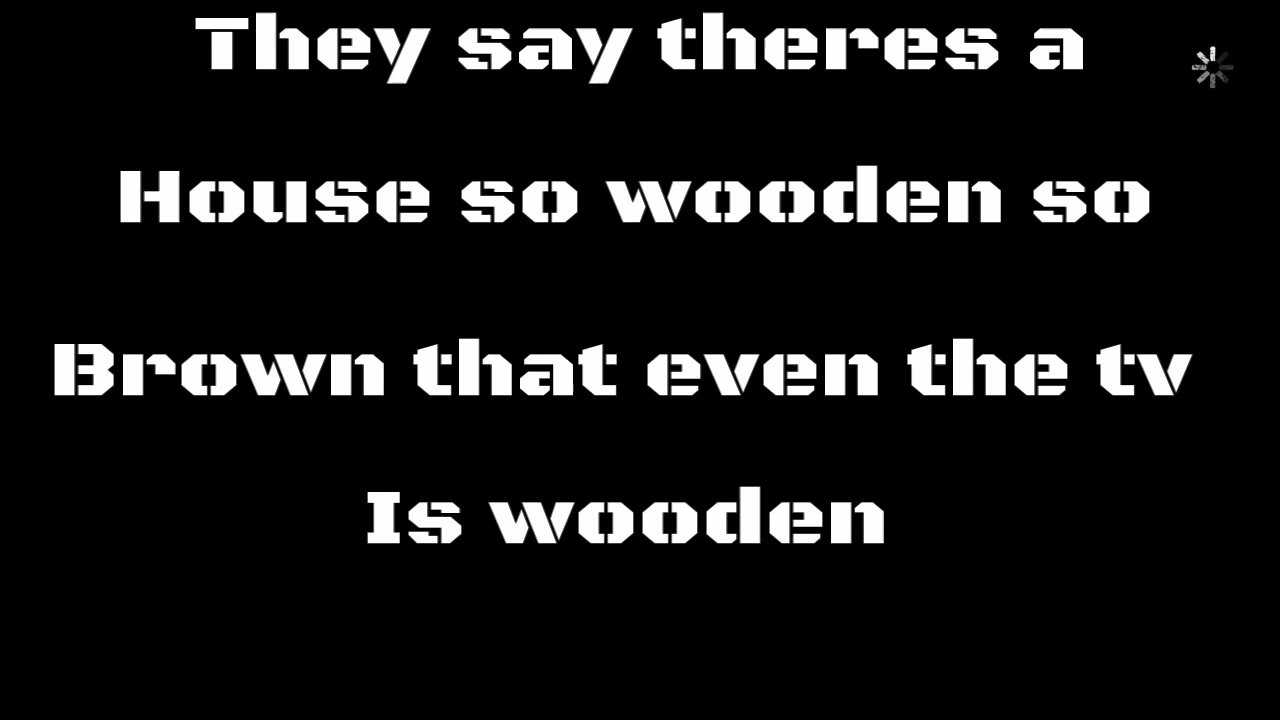 They say theres a
House so wooden so
Brown that even the tv
Is wooden